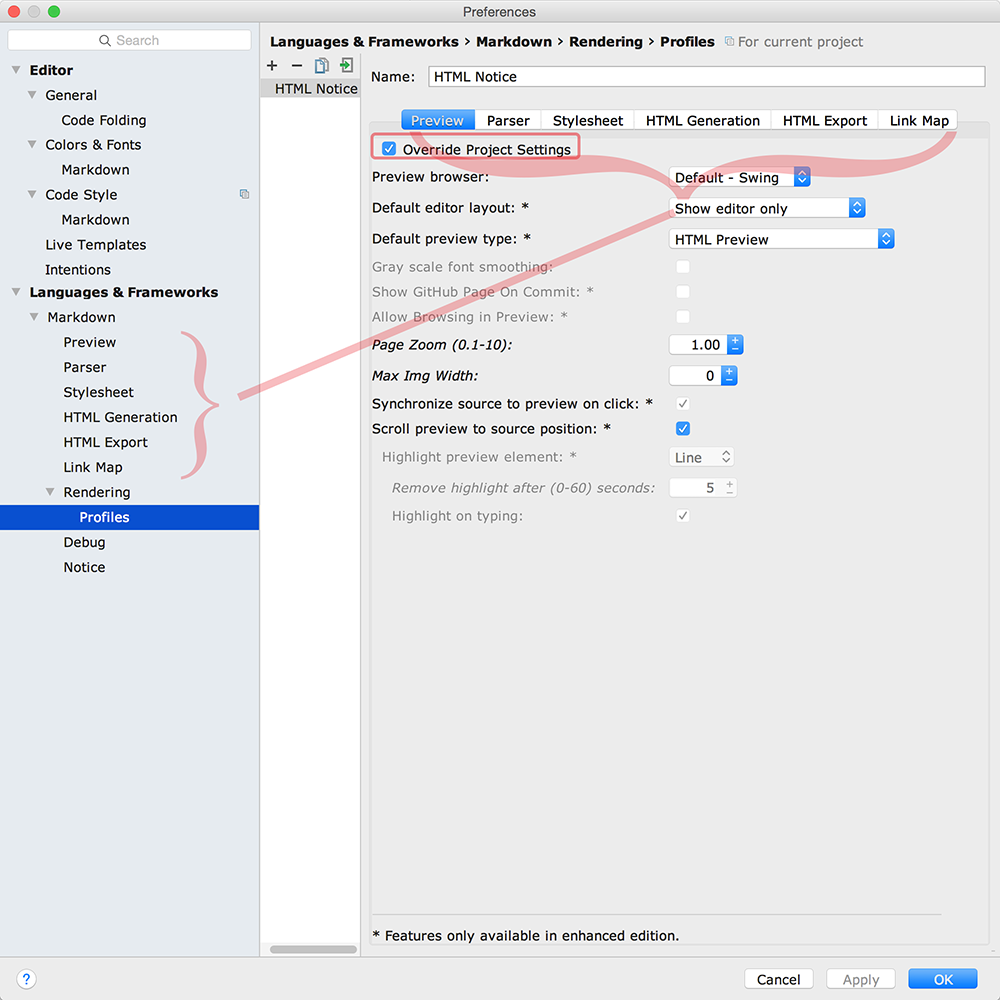 Preferences
Search
Editor
General
Code Folding
Colors & Fonts
Markdown
Code Style
Markdown
Live Templates
Intentions
Languages & Frameworks
Markdown
Preview
Parser
Stylesheet
HTML Generation
HTML Export
Link Map
Rendering
Profiles
Debug
Notice
HTML Notice
Languages & Frameworks › Markdown › Rendering › Profiles For current project
Name: HTML Notice
Preview Parser Stylesheet HTML Generation HTML Export Link Map
Override Project Settings
Preview browser: Default - Swing
Default editor layout: * Show editor only
Default preview type: * HTML Preview
Gray scale font smoothing:
Show GitHub Page On Commit: *
Allow Browsing in Preview: *
Page Zoom (0.1-10): 1.00
Max Img Width: 0
Synchronize source to preview on click: *
Scroll preview to source position: *
Highlight preview element: * Line
Remove highlight after (0-60) seconds: 5
Highlight on typing:
* Features only available in enhanced edition.
? Cancel Apply OK